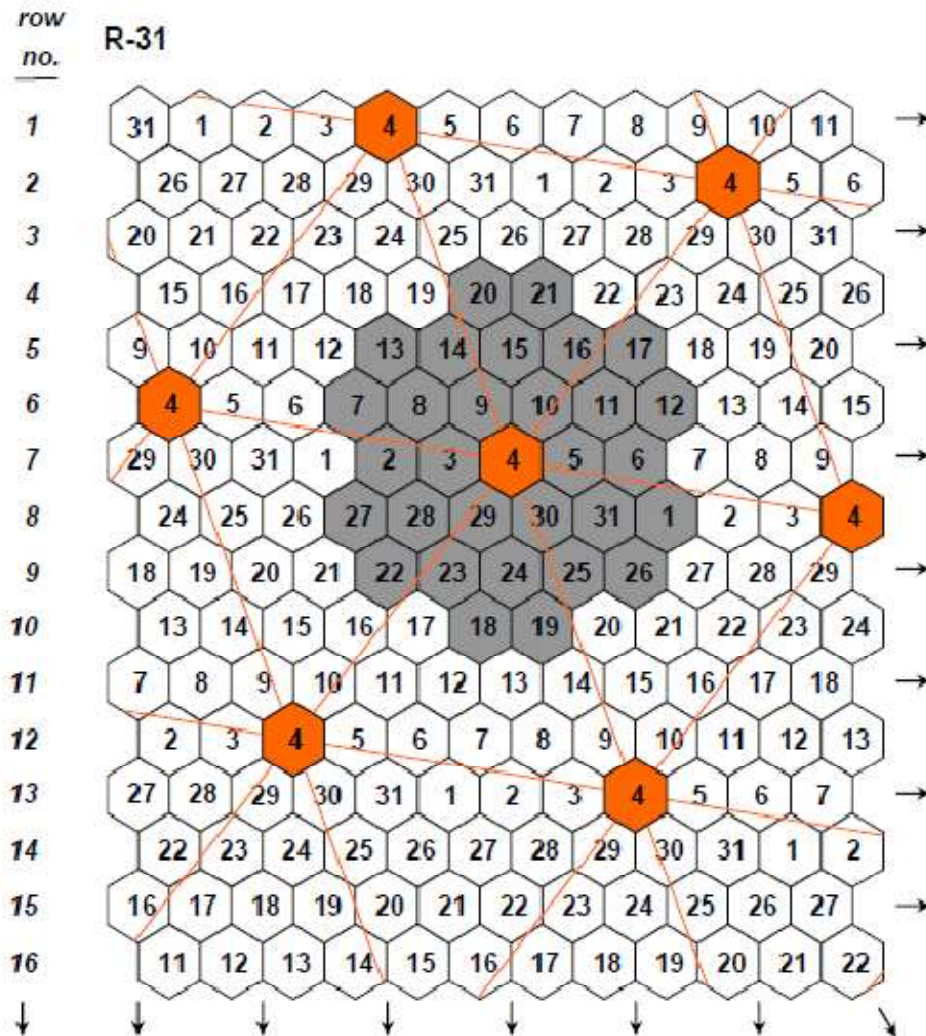 row
no.
R-31
1 31 1 2 3 4 5 6 7 8 9 10 11
2 26 27 28 29 30 31 1 2 3 4 5 6
3 20 21 22 23 24 25 26 27 28 29 30 31
4 15 16 17 18 19 20 21 22 23 24 25 26
5 9 10 11 12 13 14 15 16 17 18 19 20
6 4 5 6 7 8 9 10 11 12 13 14 15
7 29 30 31 1 2 3 4 5 6 7 8 9
8 24 25 26 27 28 29 30 31 1 2 3 4
9 18 19 20 21 22 23 24 25 26 27 28 29
10 13 14 15 16 17 18 19 20 21 22 23 24
11 7 8 9 10 11 12 13 14 15 16 17 18
12 2 3 4 5 6 7 8 9 10 11 12 13
13 27 28 29 30 31 1 2 3 4 5 6 7
14 22 23 24 25 26 27 28 29 30 31 1 2
15 16 17 18 19 20 21 22 23 24 25 26 27
16 11 12 13 14 15 16 17 18 19 20 21 22